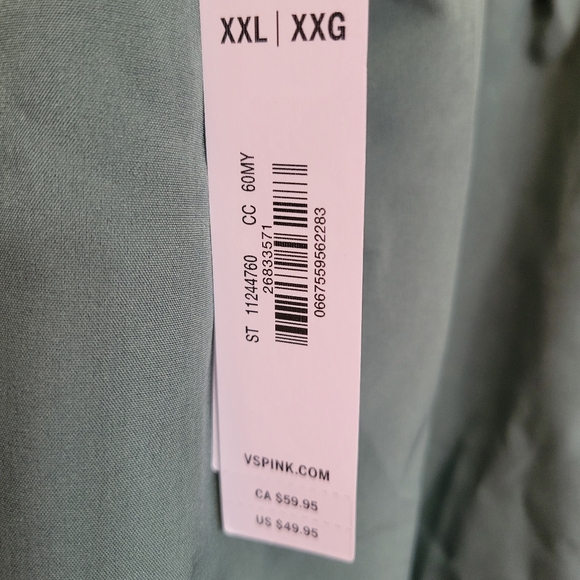 XXL | XXG
ST 11244760 CC 60MY
26833571
0667559562283
VSPINK.COM
CA $59.95
US $49.95